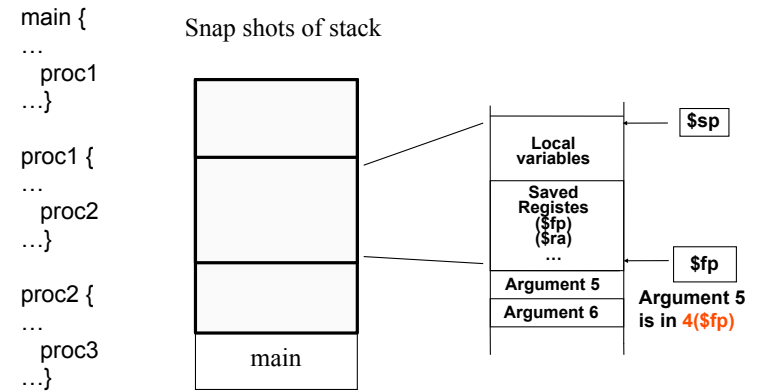 main {
…
proc1
…}
proc1 {
…
proc2
…}
proc2 {
…
proc3
…}
Snap shots of stack
main
Local
variables
Saved
Registes
($fp)
($ra)
…
Argument 5
Argument 6
$sp
$fp
Argument 5
is in 4($fp)